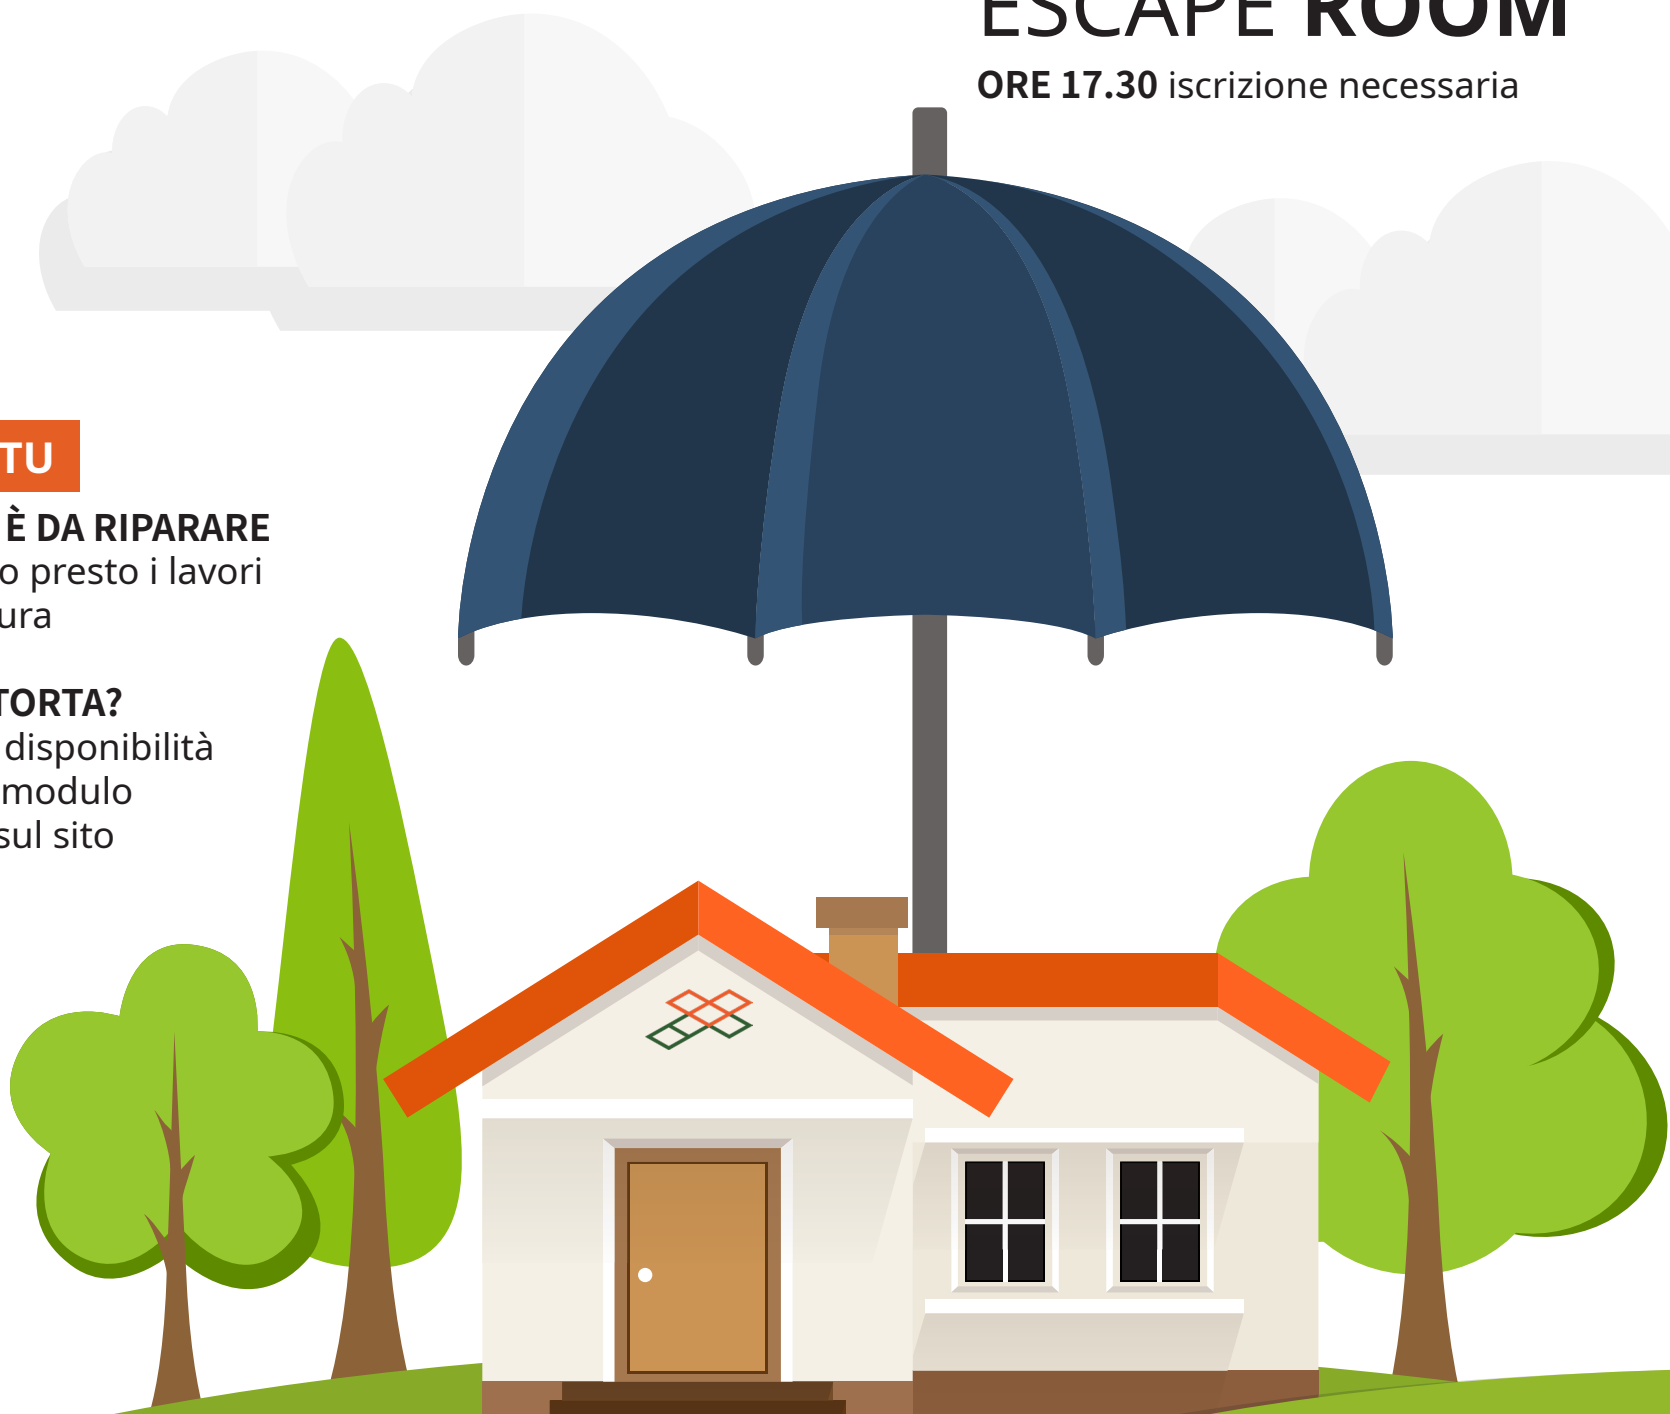 ESCAPE ROOM
ORE 17.30 iscrizione necessaria
TU
È DA RIPARARE
o presto i lavori
ura
TORTA?
disponibilità
modulo
sul sito